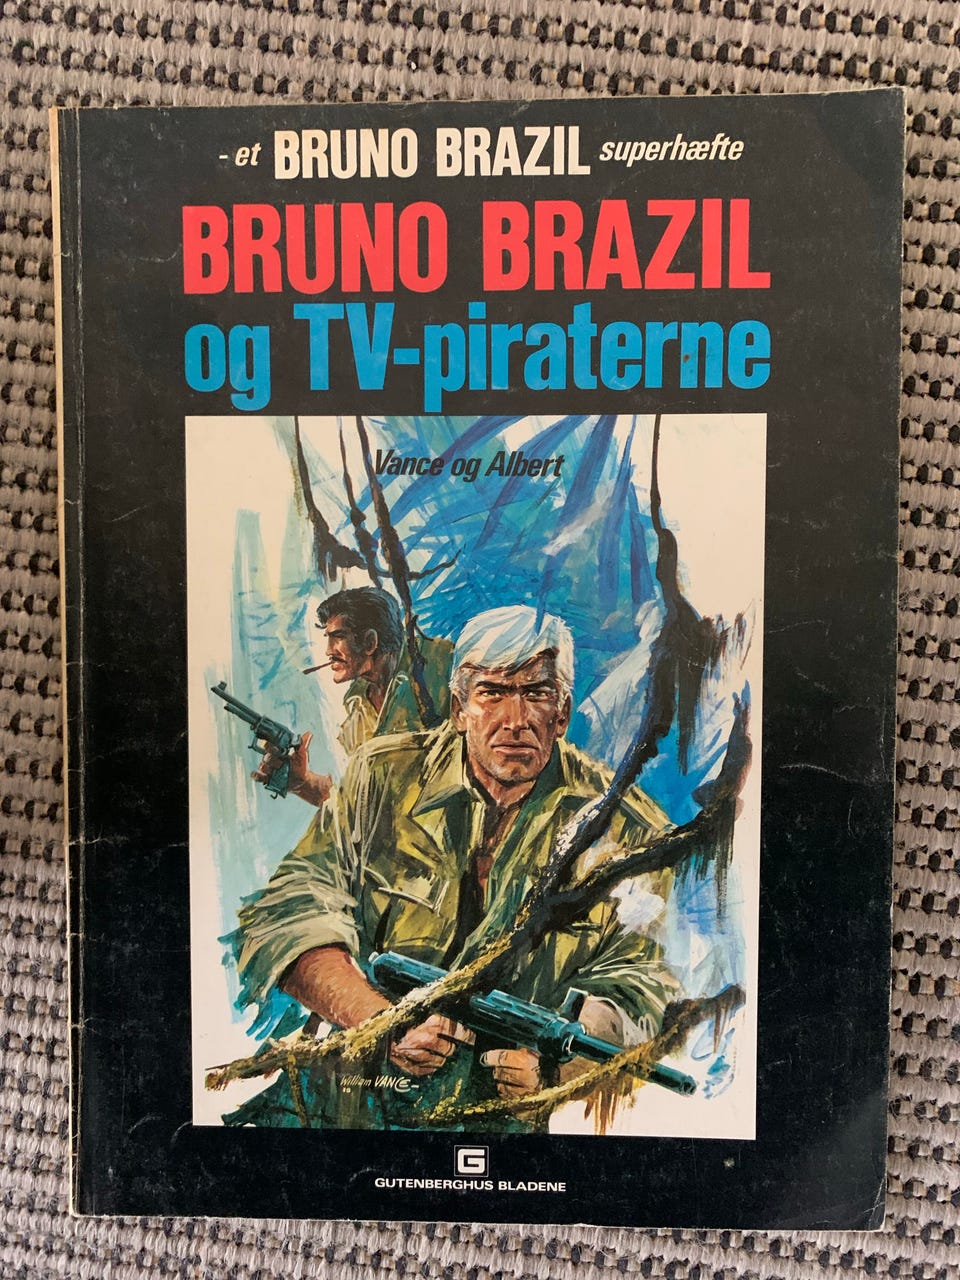 - et BRUNO BRAZIL superhæfte
BRUNO BRAZIL
og TV-piraterne
Vance og Albert
William VANCE
G
GUTENBERGHUS BLADENE